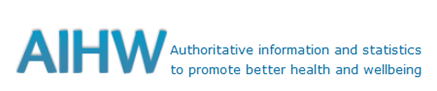 AIHW
Authoritative information and statistics
to promote better health and wellbeing